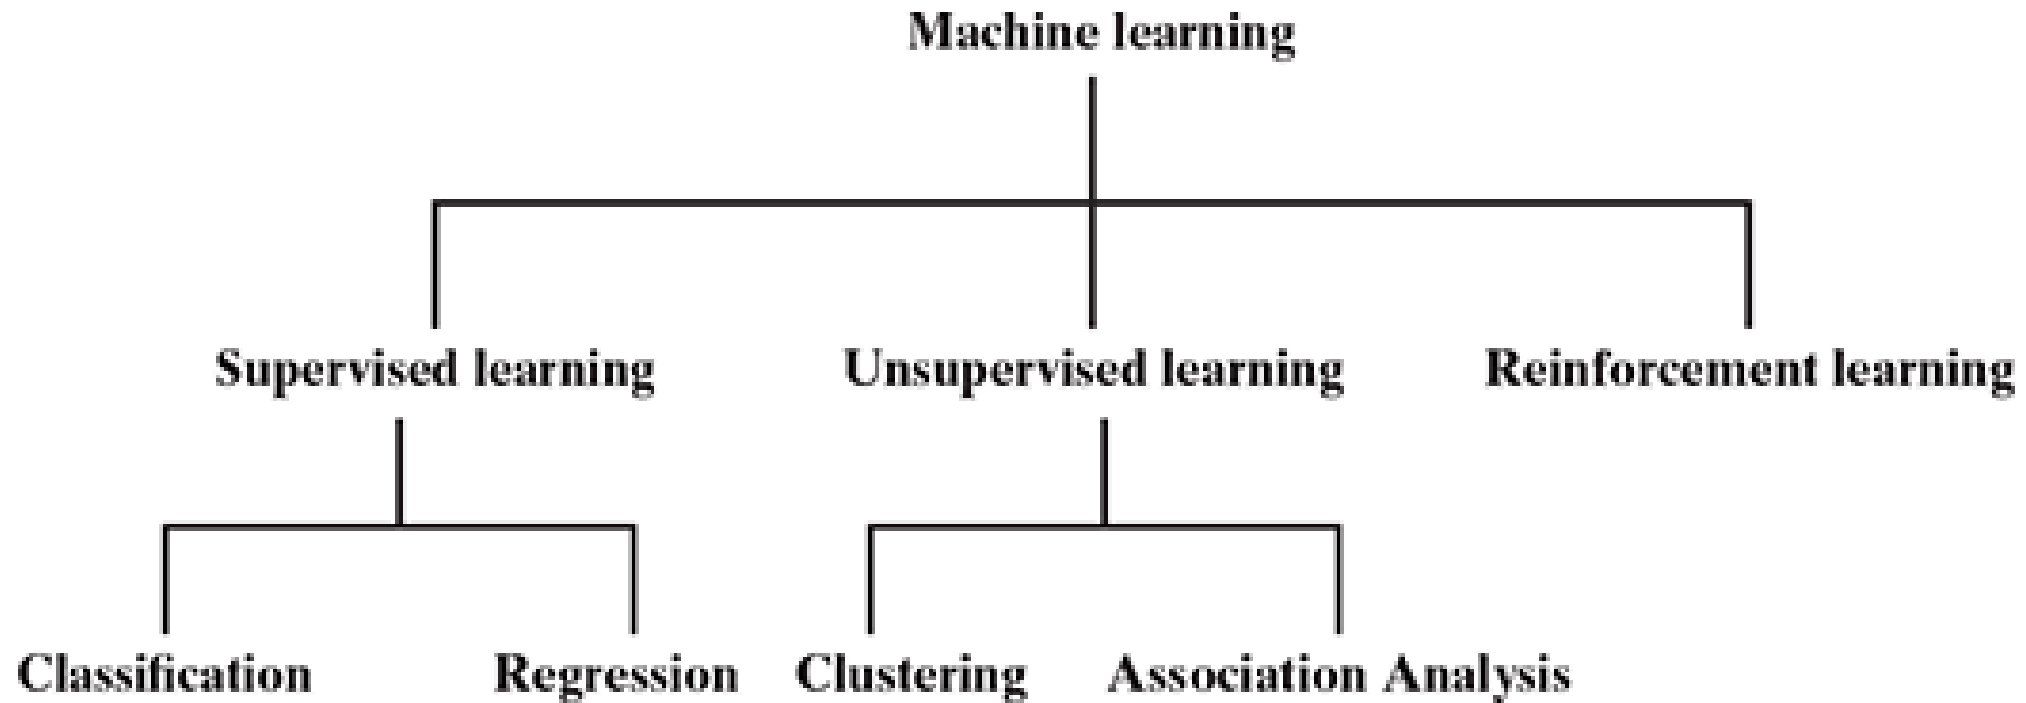 Machine learning
Supervised learning
Unsupervised learning
Reinforcement learning
Classification
Regression
Clustering
Association Analysis